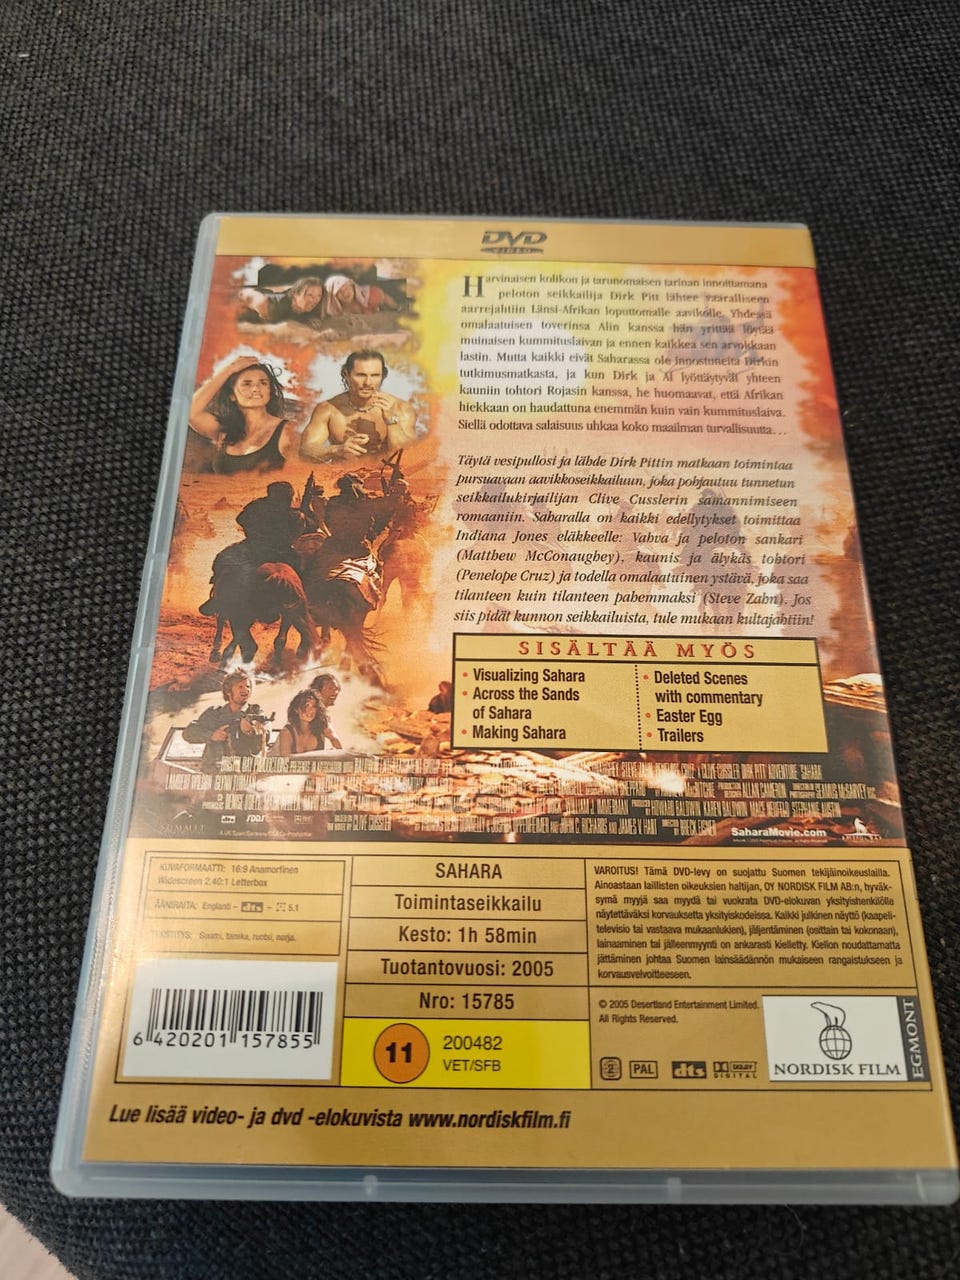 DVD
VIDEO
Harvinaisen kolikon ja tarunomaisen tarinan innoittamana
peloton seikkailija Dirk Pitt lähtee vaaralliseen
aarrejahtiin Länsi-Afrikan loputtomalle aavikolle. Yhdessä
omalaatuisen toverinsa Alin kanssa hän yrittää löytää
muinaisen kummituslaivan ja ennen kaikkea sen arvokkaan
lastin. Mutta kaikki eivät Saharassa ole innostuneita Dirkin
tutkimusmatkasta, ja kun Dirk ja Al lyöttäytyvät yhteen
kauniin tohtori Rojasin kanssa, he huomaavat, että Afrikan
hiekkaan on haudattuna enemmän kuin vain kummituslaiva.
Siellä odottava salaisuus uhkaa koko maailman turvallisuutta...
Täytä vesipullosi ja lähde Dirk Pittin matkaan toimintaa
pursuavaan aavikkoseikkailuun, joka pohjautuu tunnetun
seikkailukirjailijan Clive Cusslerin samannimiseen
romaaniin. Saharalla on kaikki edellytykset toimittaa
Indiana Jones eläkkeelle: Vahva ja peloton sankari
(Matthew McConaughey), kaunis ja älykäs tohtori
(Penelope Cruz) ja todella omalaatuinen ystävä, joka saa
tilanteen kuin tilanteen pahemmaksi (Steve Zahn). Jos
siis pidät kunnon seikkailuista, tule mukaan kultajahtiin!
SISÄLTÄÄ MYÖS
• Visualizing Sahara
• Across the Sands
of Sahara
• Making Sahara
• Deleted Scenes
with commentary
• Easter Egg
• Trailers
SUMMIT
SaharaMovie.com
KUVAFORMAATTI: 16:9 Anamorfinen
Widescreen 2.40:1 Letterbox
ÄÄNIRAITA: Englanti - dts - 5.1
TEKSTITYS: Suomi, tanska, ruotsi, norja.
6 420201 157855
SAHARA
Toimintaseikkailu
Kesto: 1h 58min
Tuotantovuosi: 2005
Nro: 15785
11
200482
VET/SFB
VAROITUS! Tämä DVD-levy on suojattu Suomen tekijäinoikeuslailla.
Ainoastaan laillisten oikeuksien haltijan, OY NORDISK FILM AB:n, hyväk-
symä myyjä saa myydä tai vuokrata DVD-elokuvan yksityishenkilölle
näytettäväksi korvauksetta yksityiskodeissa. Kaikki julkinen näyttö (kaapeli-
televisio tai vastaava mukaanlukien), jäljentäminen (osittain tai kokonaan),
lainaaminen tai jälleenmyynti on ankarasti kielletty. Kiellon noudattamatta
jättäminen johtaa Suomen lainsäädännön mukaiseen rangaistukseen ja
korvausvelvoitteeseen.
© 2005 Desertland Entertainment Limited.
All Rights Reserved.
2 PAL dts DOLBY DIGITAL
NORDISK FILM
EGMONT
Lue lisää video- ja dvd -elokuvista www.nordiskfilm.fi